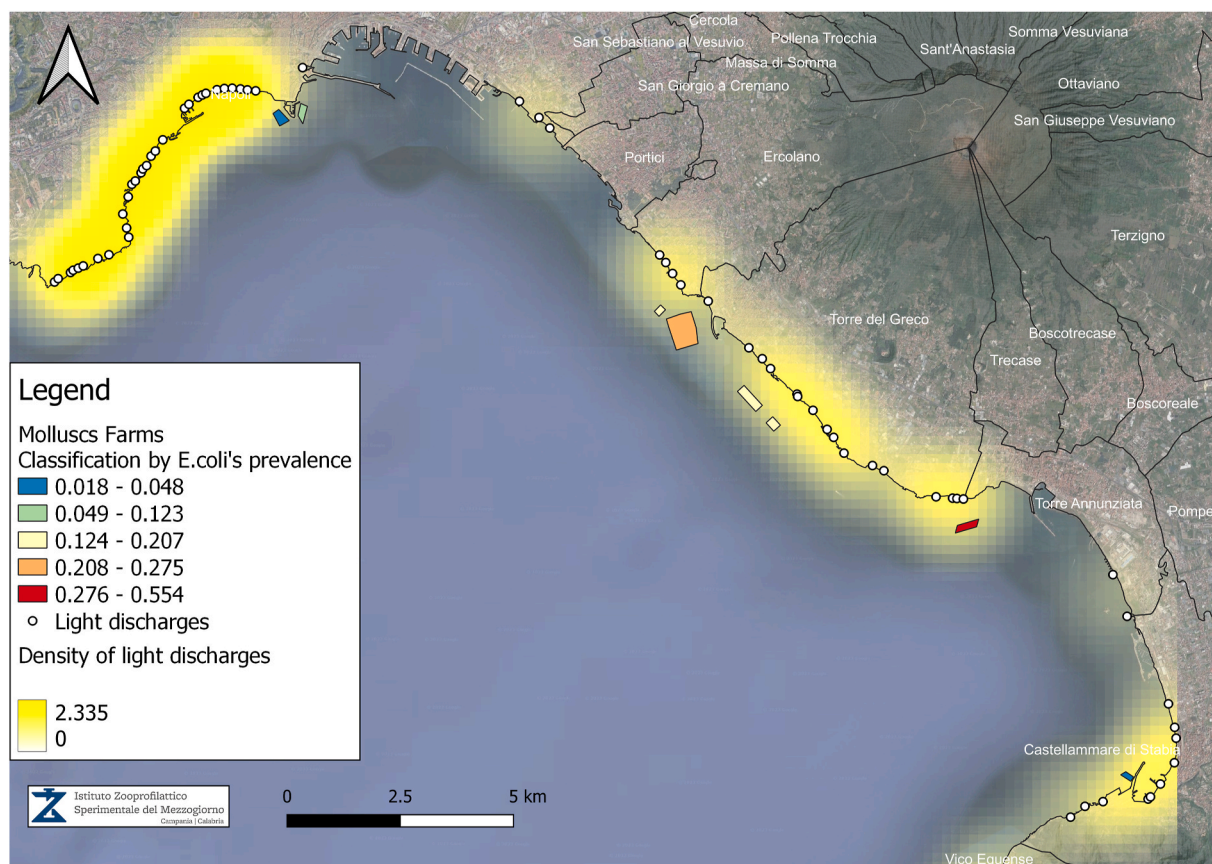 Cercola
San Sebastiano al Vesuvio
Pollena Trocchia
Somma Vesuviana
Sant'Anastasia
Massa di Somma
San Giorgio a Cremano
Ottaviano
Napoli
San Giuseppe Vesuviano
Portici
Ercolano
Terzigno
Torre del Greco
Boscotrecase
Trecase
Boscoreale
Torre Annunziata
Pompe
Castellammare di Stabia
Vico Equense
Legend
Molluscs Farms
Classification by E.coli's prevalence
0.018 - 0.048
0.049 - 0.123
0.124 - 0.207
0.208 - 0.275
0.276 - 0.554
Light discharges
Density of light discharges
2.335
0
Istituto Zooprofilattico
Sperimentale del Mezzogiorno
Campania | Calabria
0 2.5 5 km